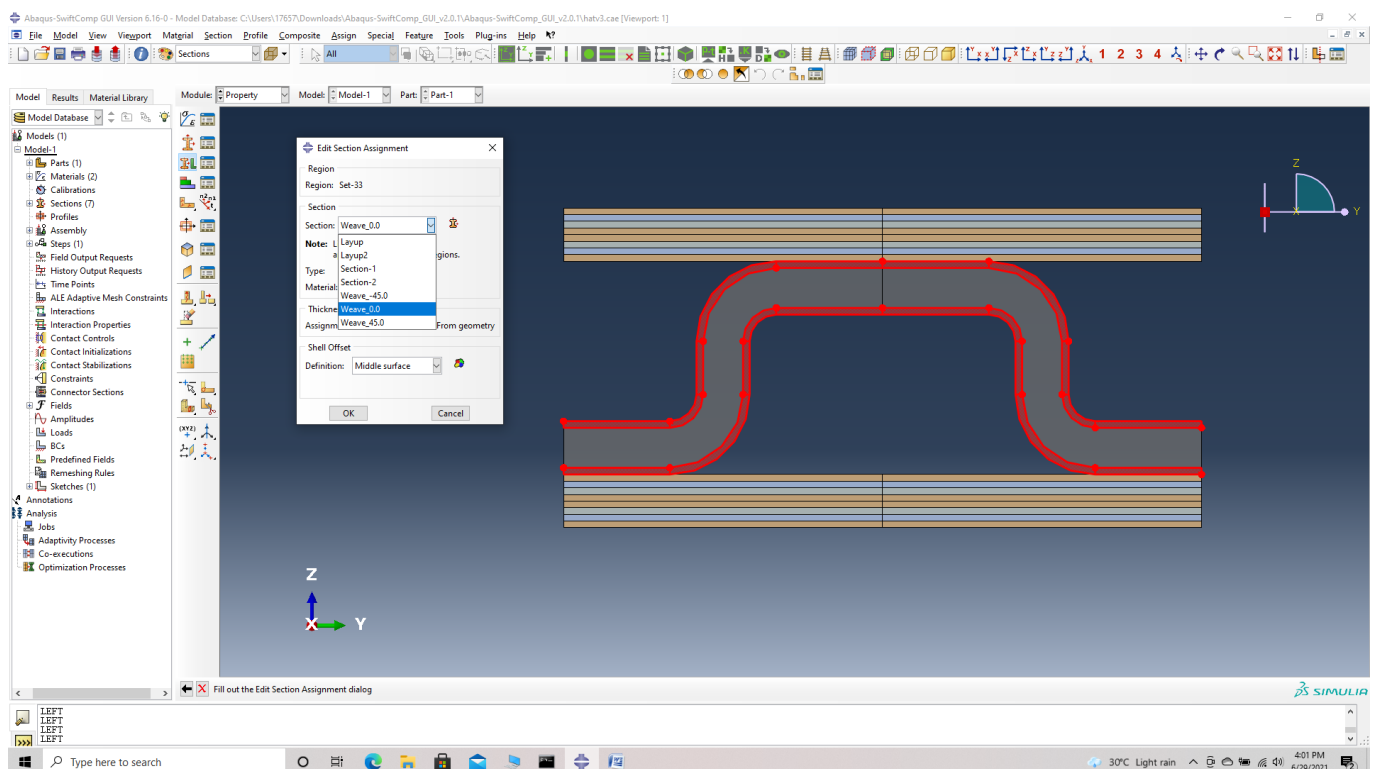 Abaqus-SwiftComp GUI Version 6.16-0 - Model Database: C:\Users\17657\Downloads\Abaqus-SwiftComp_GUI_v2.0.1\Abaqus-SwiftComp_GUI_v2.0.1\hatv3.cae [Viewport: 1]
File Model View Viewport Material Section Profile Composite Assign Special Feature Tools Plug-ins Help
Sections All 1 2 3 4
Model Results Material Library Module: Property Model: Model-1 Part: Part-1
Model Database
Models (1)
Model-1
Parts (1)
Materials (2)
Calibrations
Sections (7)
Profiles
Assembly
Steps (1)
Field Output Requests
History Output Requests
Time Points
ALE Adaptive Mesh Constraints
Interactions
Interaction Properties
Contact Controls
Contact Initializations
Contact Stabilizations
Constraints
Connector Sections
Fields
Amplitudes
Loads
BCs
Predefined Fields
Remeshing Rules
Sketches (1)
Annotations
Analysis
Jobs
Adaptivity Processes
Co-executions
Optimization Processes
Edit Section Assignment
Region
Region: Set-33
Section
Section: Weave_0.0
Note: L
a gions.
Type:
Material:
Layup
Layup2
Section-1
Section-2
Weave_-45.0
Weave_0.0
Weave_45.0
Thickne
Assignm From geometry
Shell Offset
Definition: Middle surface
OK Cancel
Z
X Y
Z
X Y
Fill out the Edit Section Assignment dialog
SIMULIA
LEFT
LEFT
LEFT
LEFT
Type here to search
30°C Light rain
4:01 PM
6/29/2021